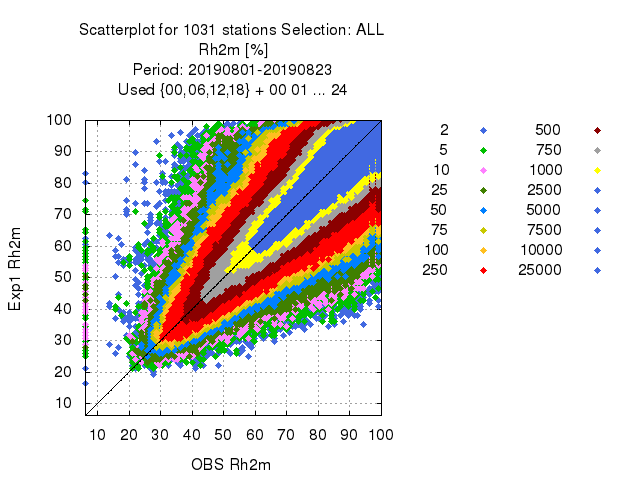 Scatterplot for 1031 stations Selection: ALL
Rh2m [%]
Period: 20190801-20190823
Used {00,06,12,18} + 00 01 ... 24
100
90
80
70
60
50
40
30
20
10
Exp1 Rh2m
10 20 30 40 50 60 70 80 90 100
OBS Rh2m
2 500
5 750
10 1000
25 2500
50 5000
75 7500
100 10000
250 25000